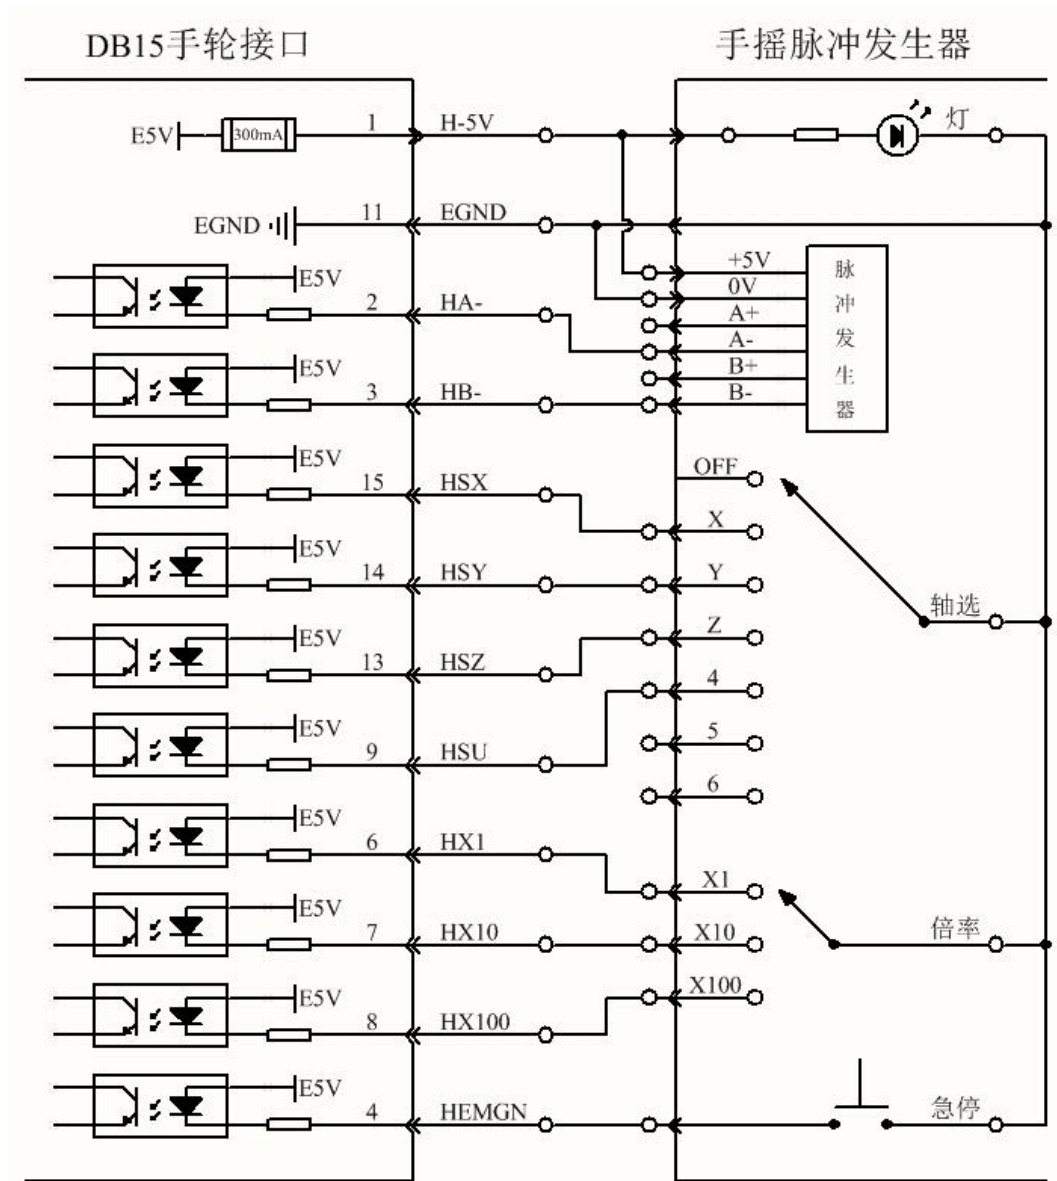 DB15手轮接口 手摇脉冲发生器
E5V 300mA 1 H-5V 灯
EGND 11 EGND
E5V +5V
2 HA- 0V
A+
A-
E5V B+
3 HB- B-
脉冲发生器
E5V OFF
15 HSX X
E5V
14 HSY Y
轴选
E5V Z
13 HSZ 4
E5V 5
9 HSU 6
E5V
6 HX1 X1
E5V
7 HX10 X10 倍率
E5V X100
8 HX100
E5V
4 HEMGN 急停